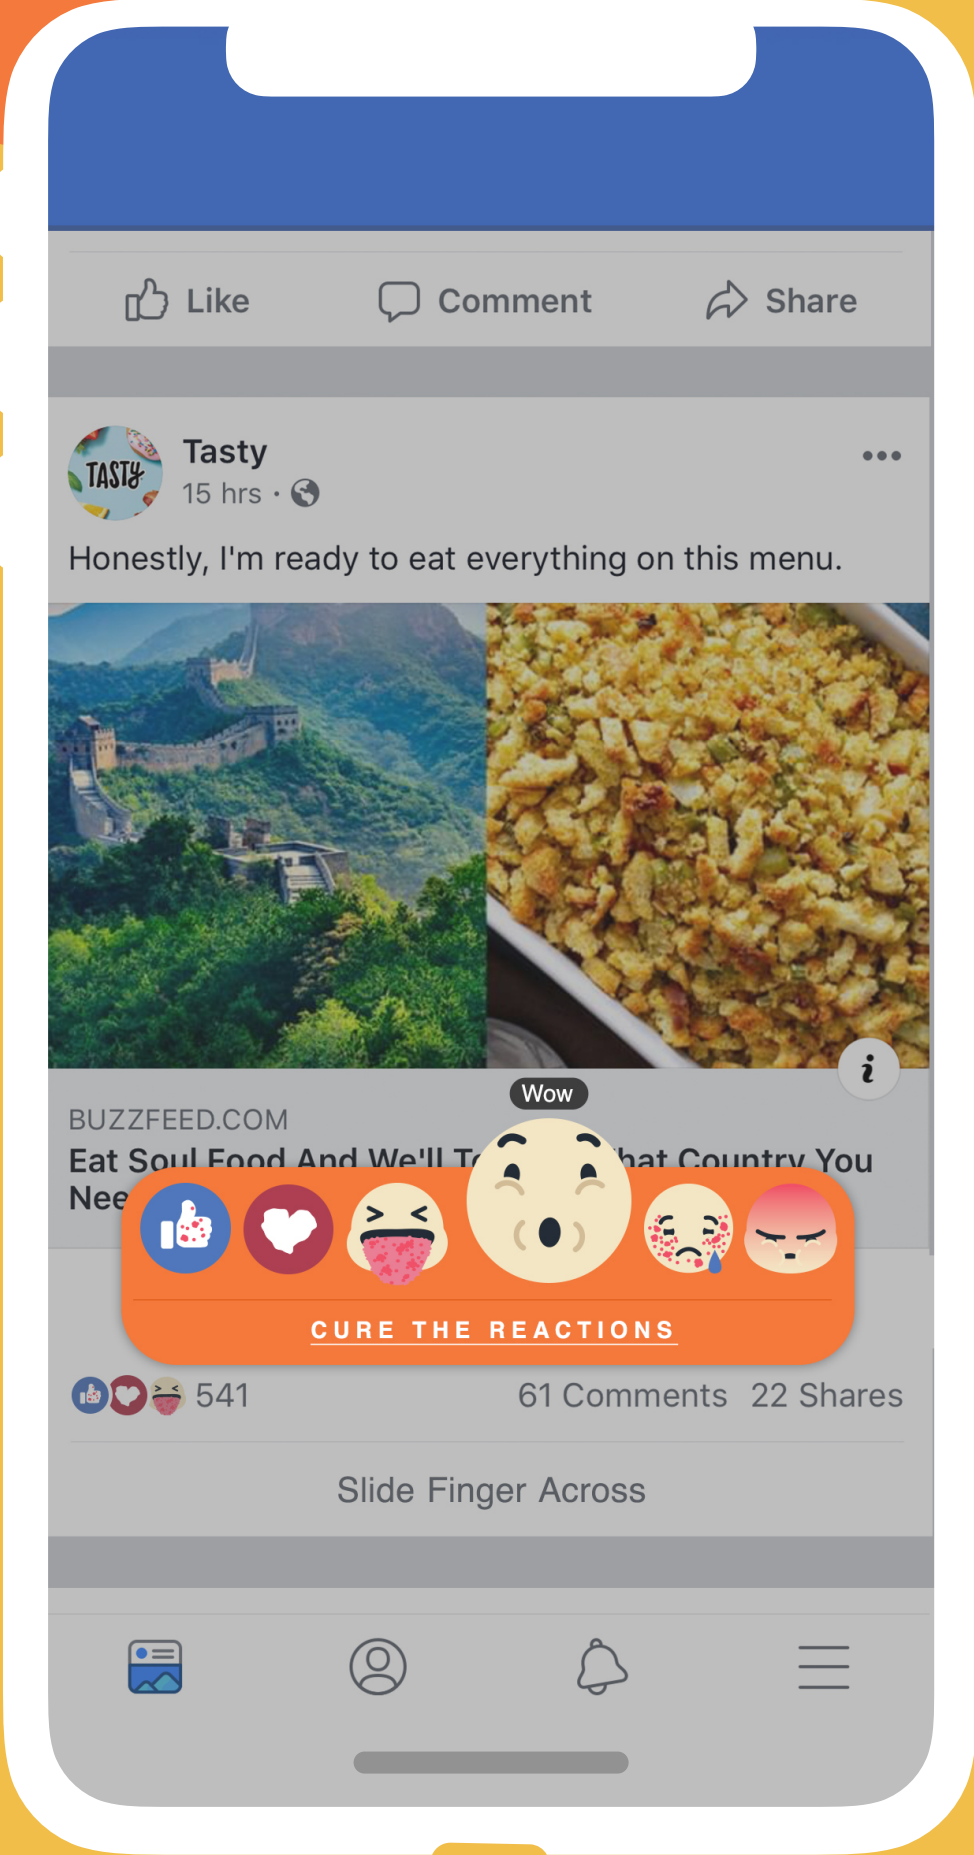 Like
Comment
Share
TASTY
Tasty
15 hrs ·
Honestly, I'm ready to eat everything on this menu.
i
Wow
BUZZFEED.COM
Eat Soul Food And We'll hat Country You
CURE THE REACTIONS
541
61 Comments 22 Shares
Slide Finger Across